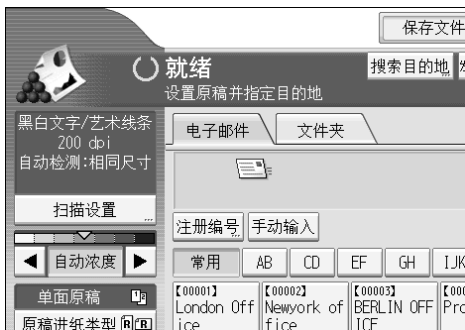 保存文件
就绪
搜索目的地
设置原稿并指定目的地
黑白文字/艺术线条
200 dpi
自动检测:相同尺寸
电子邮件
文件夹
扫描设置
...
注册编号
手动输入
自动浓度
常用
AB
CD
EF
GH
IJK
单面原稿
原稿进纸类型
【00001】
London Off
ice
【00002】
Newyork of
fice
【00003】
BERLIN OFF
ICE
【000
Pro